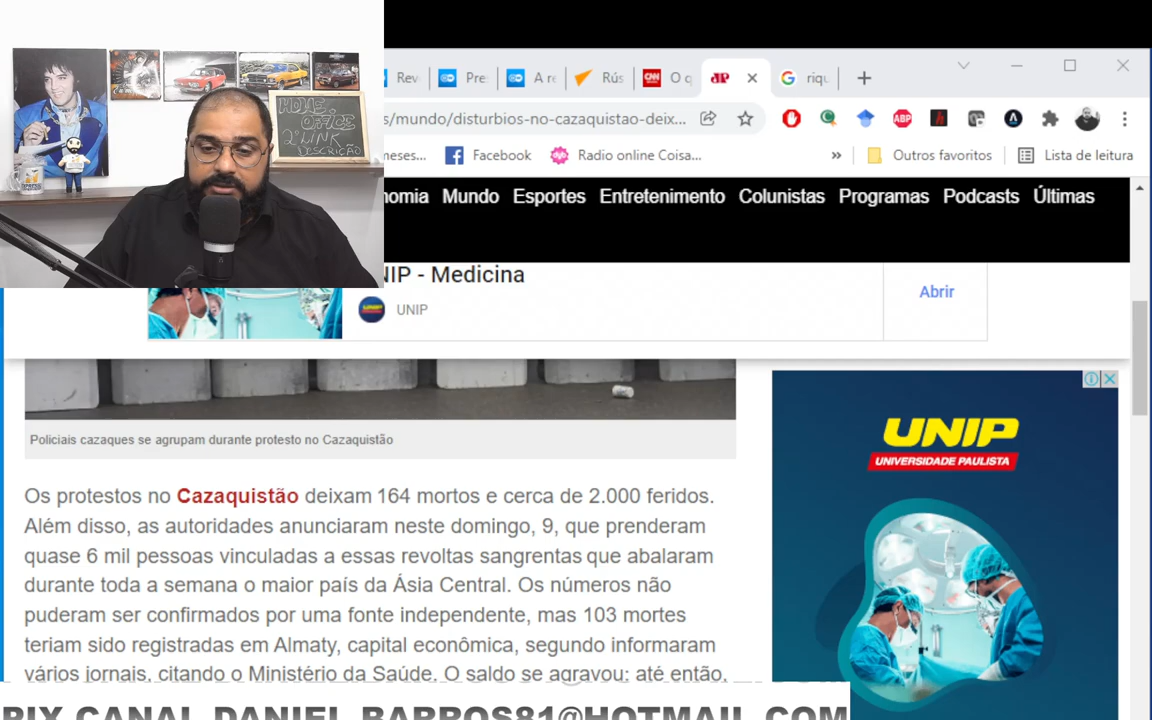 HOME
OFFICE
2º LINK
DESCRIÇÃO
Rev
Pre
A re
Rús
CNN
O q
JP
riqu
s/mundo/disturbios-no-cazaquistao-deix...
ABP
meses...
Facebook
Radio online Coisa...
»
Outros favoritos
Lista de leitura
nomia Mundo Esportes Entretenimento Colunistas Programas Podcasts Últimas
NIP - Medicina
UNIP
UNIP
Abrir
Policiais cazaques se agrupam durante protesto no Cazaquistão
Os protestos no Cazaquistão deixam 164 mortos e cerca de 2.000 feridos.
Além disso, as autoridades anunciaram neste domingo, 9, que prenderam
quase 6 mil pessoas vinculadas a essas revoltas sangrentas que abalaram
durante toda a semana o maior país da Ásia Central. Os números não
puderam ser confirmados por uma fonte independente, mas 103 mortes
teriam sido registradas em Almaty, capital econômica, segundo informaram
vários jornais, citando o Ministério da Saúde. O saldo se agravou: até então,
UNIP
UNIVERSIDADE PAULISTA
PIX CANAL DANIEL_BARROS81@HOTMAIL.COM